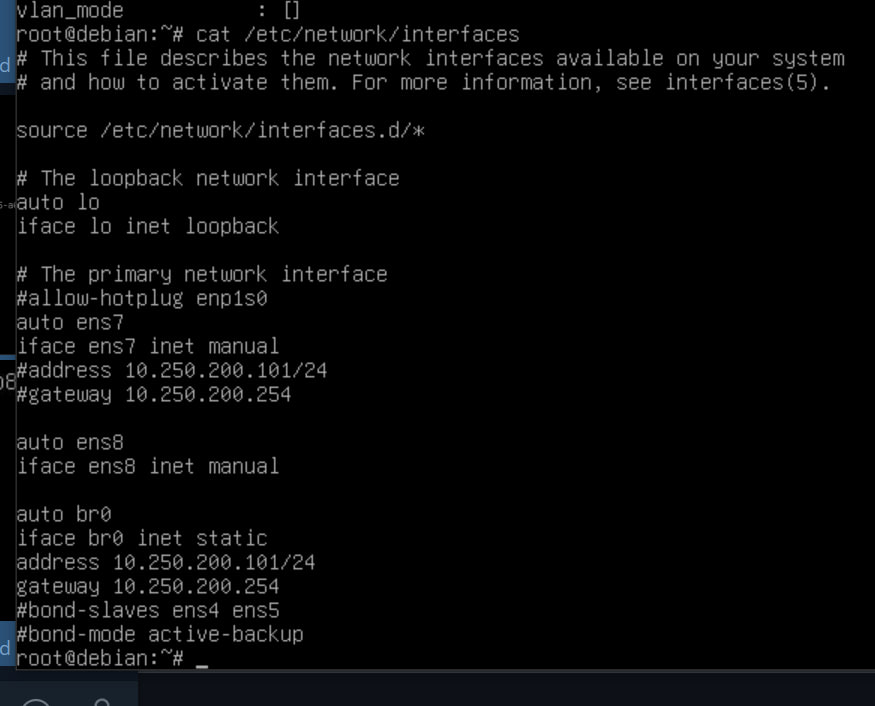 vlan_mode           : []
root@debian:~# cat /etc/network/interfaces
# This file describes the network interfaces available on your system
# and how to activate them. For more information, see interfaces(5).
source /etc/network/interfaces.d/*
# The loopback network interface
auto lo
iface lo inet loopback
# The primary network interface
#allow-hotplug enp1s0
auto ens7
iface ens7 inet manual
#address 10.250.200.101/24
#gateway 10.250.200.254
auto ens8
iface ens8 inet manual
auto br0
iface br0 inet static
address 10.250.200.101/24
gateway 10.250.200.254
#bond-slaves ens4 ens5
#bond-mode active-backup
root@debian:~# _